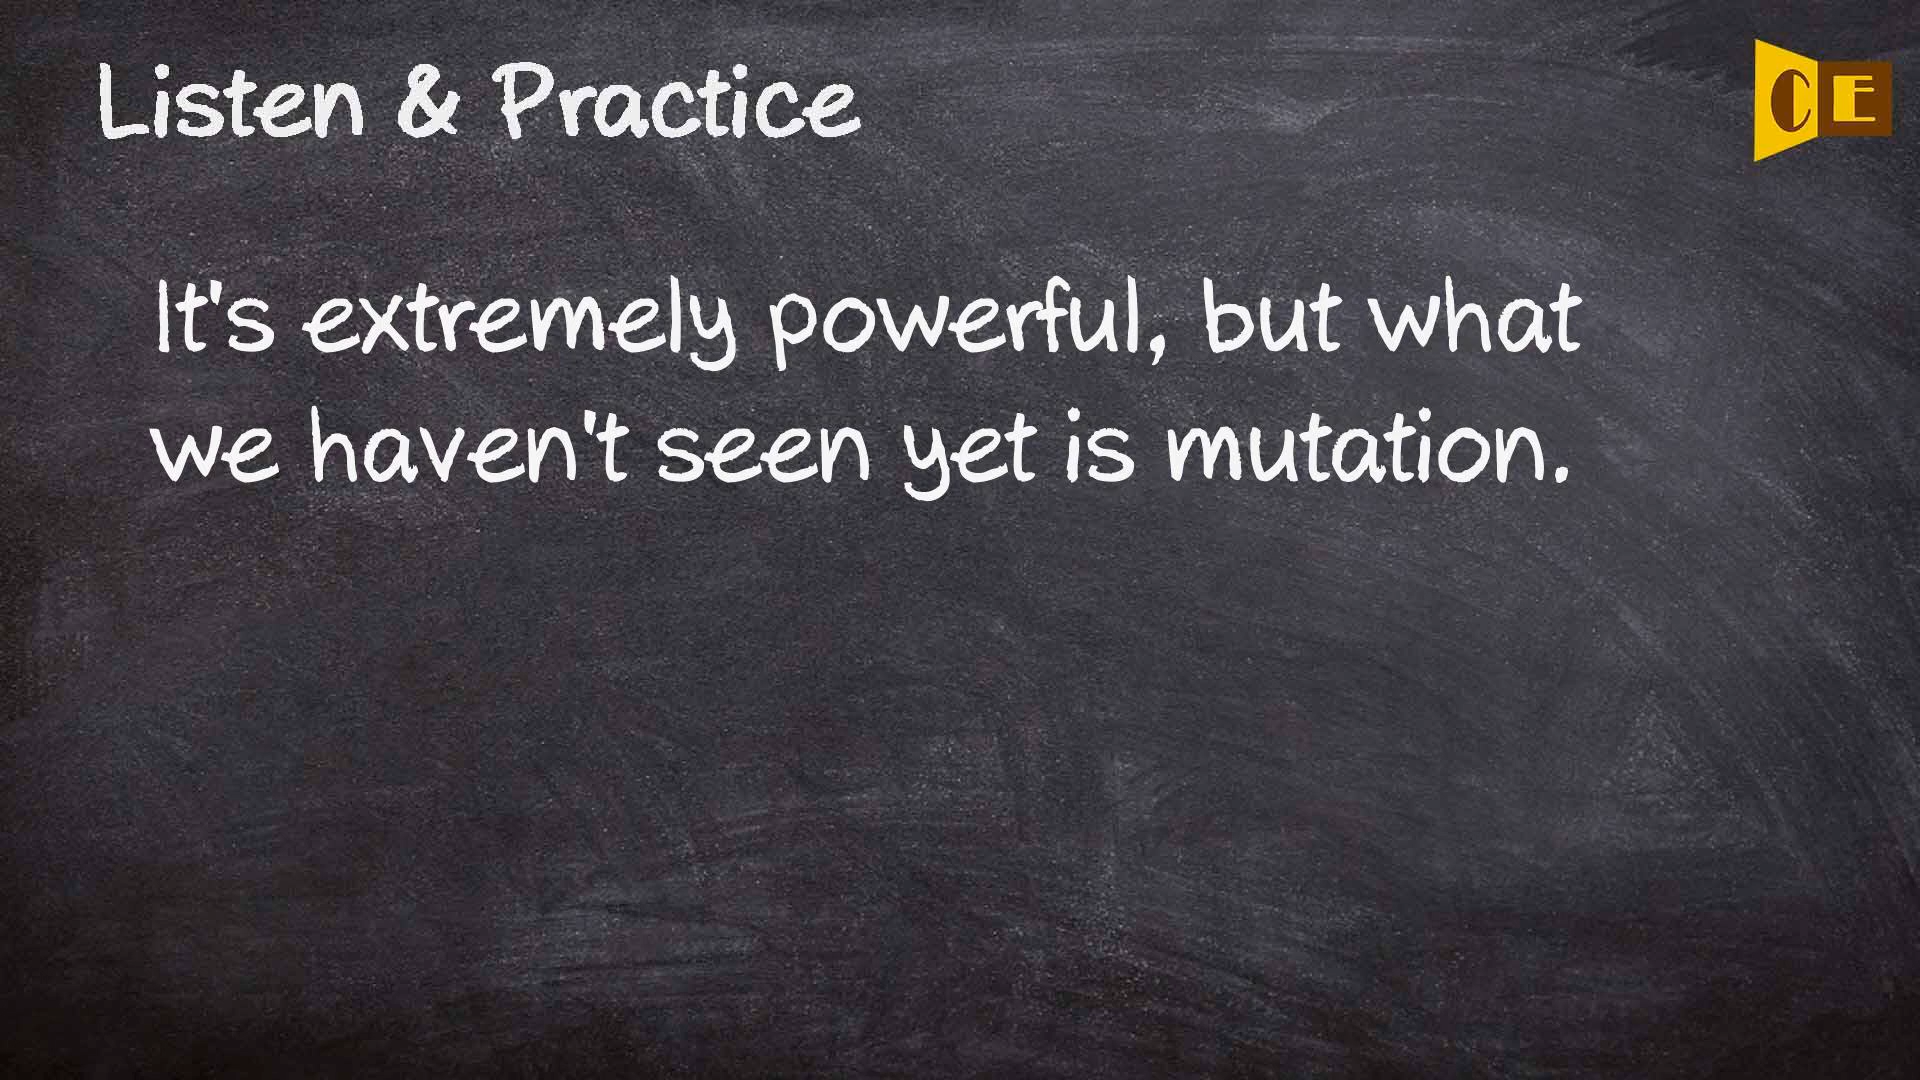 Listen & Practice
CE
It's extremely powerful, but what
we haven't seen yet is mutation.